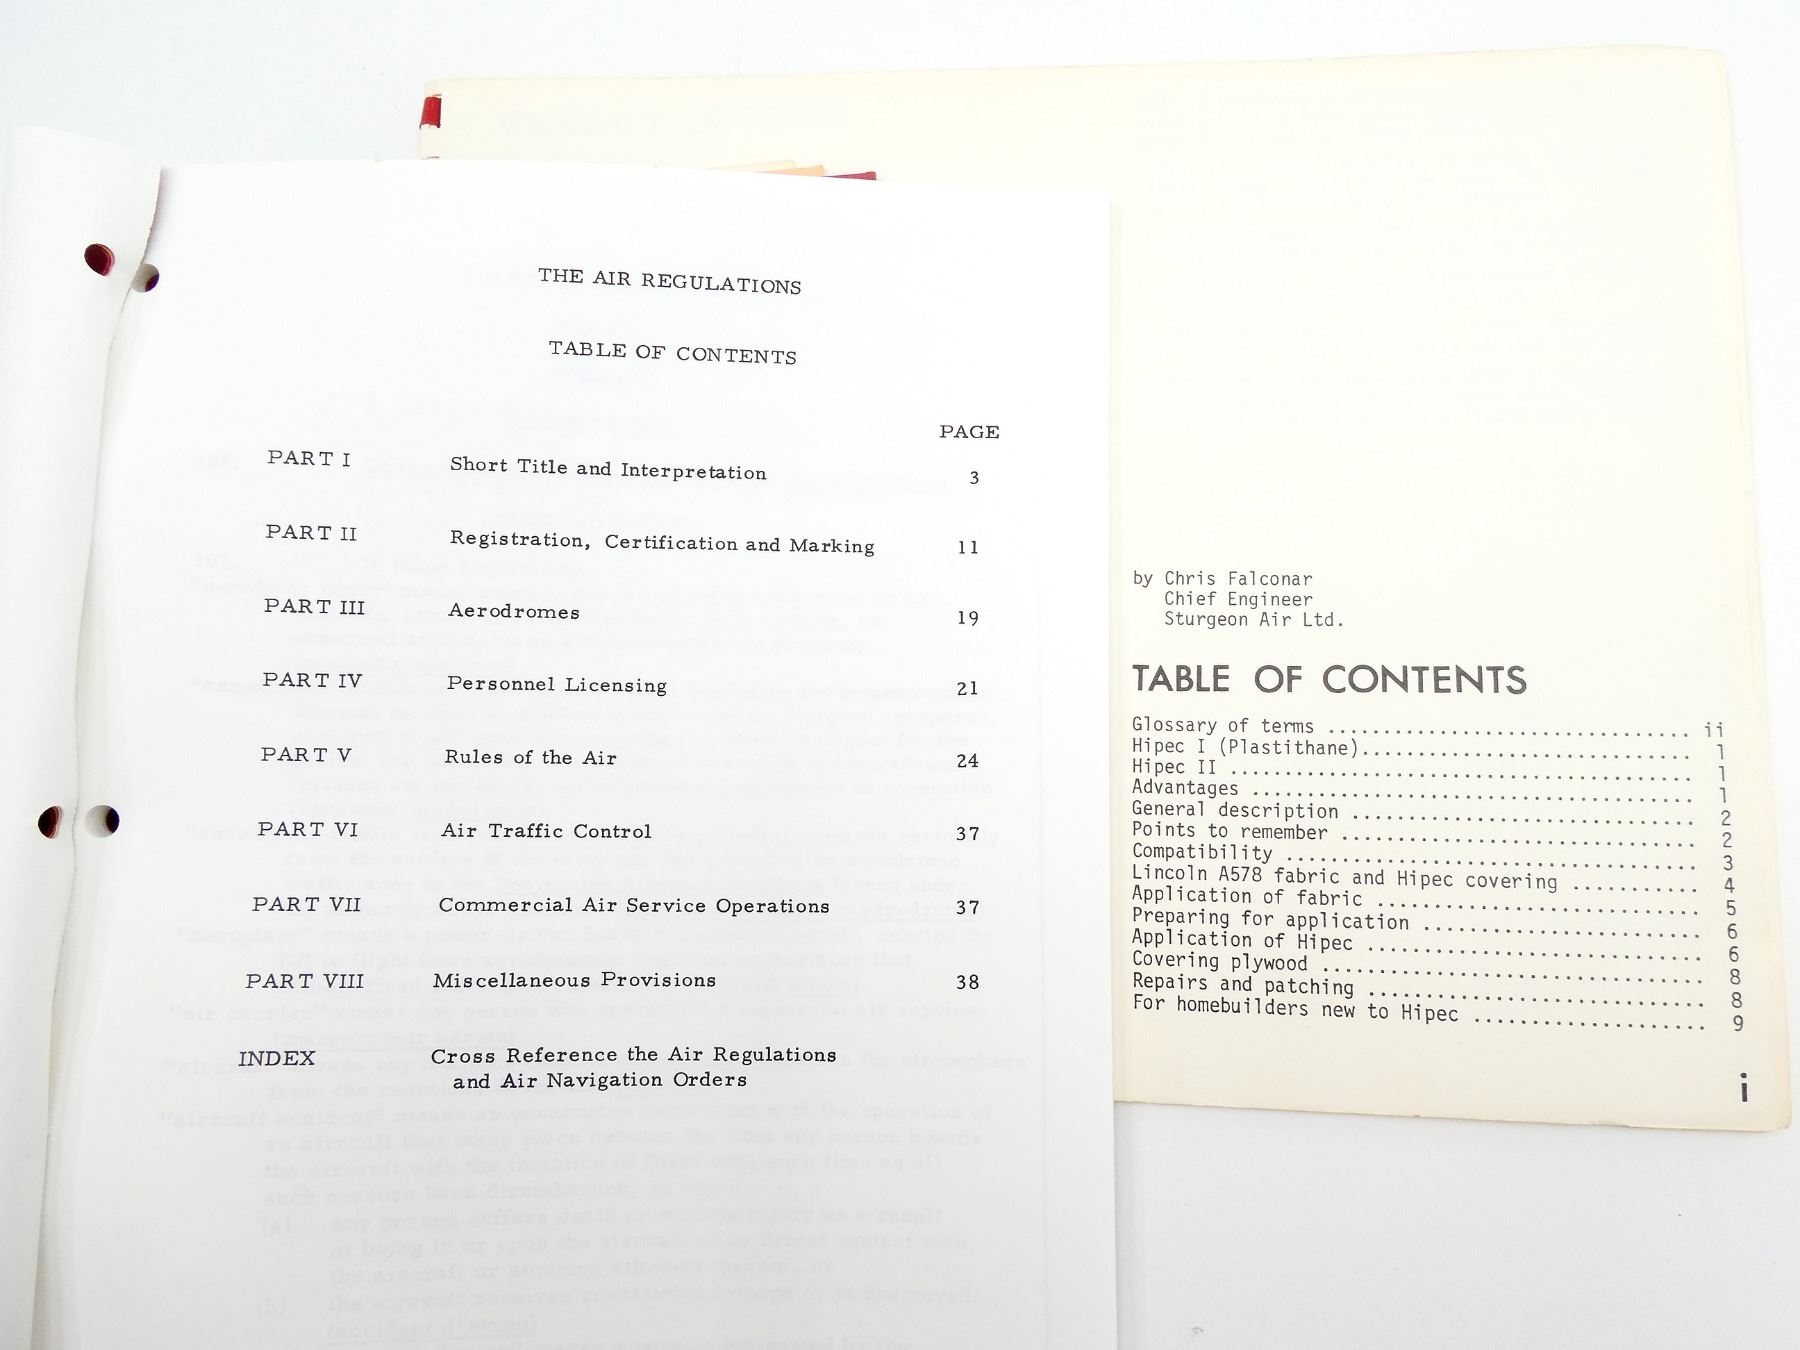 THE AIR REGULATIONS
TABLE OF CONTENTS
PAGE
PART I Short Title and Interpretation 3
PART II Registration, Certification and Marking 11
PART III Aerodromes 19
PART IV Personnel Licensing 21
PART V Rules of the Air 24
PART VI Air Traffic Control 37
PART VII Commercial Air Service Operations 37
PART VIII Miscellaneous Provisions 38
INDEX Cross Reference the Air Regulations
and Air Navigation Orders
by Chris Falconar
Chief Engineer
Sturgeon Air Ltd.
TABLE OF CONTENTS
Glossary of terms .................................. ii
Hipec I (Plastithane)............................... 1
Hipec II ........................................... 1
Advantages ......................................... 1
General description ................................ 2
Points to remember ................................. 2
Compatibility ...................................... 3
Lincoln A578 fabric and Hipec covering ............ 4
Application of fabric .............................. 5
Preparing for application .......................... 6
Application of Hipec ............................... 6
Covering plywood ................................... 8
Repairs and patching ............................... 8
For homebuilders new to Hipec ...................... 9
i